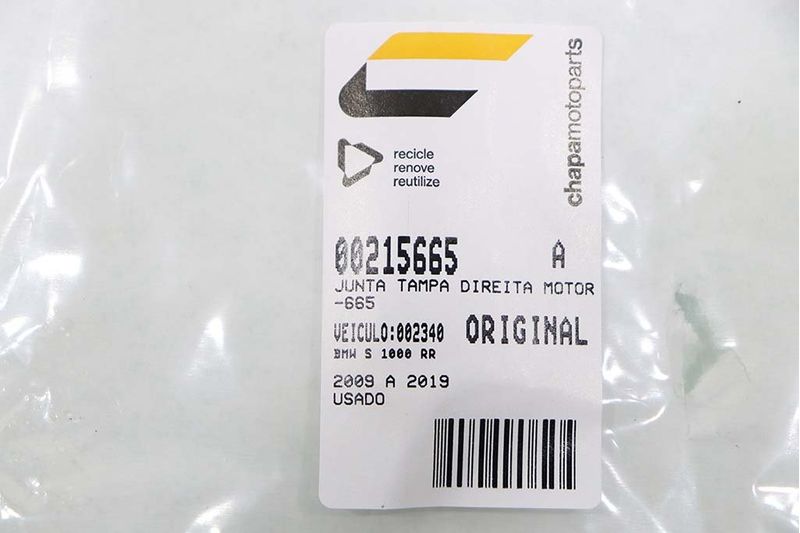 chapamotoparts
recicle
renove
reutilize
00215665 A
JUNTA TAMPA DIREITA MOTOR
-665
VEICULO:002340 ORIGINAL
BMW S 1000 RR
2009 A 2019
USADO